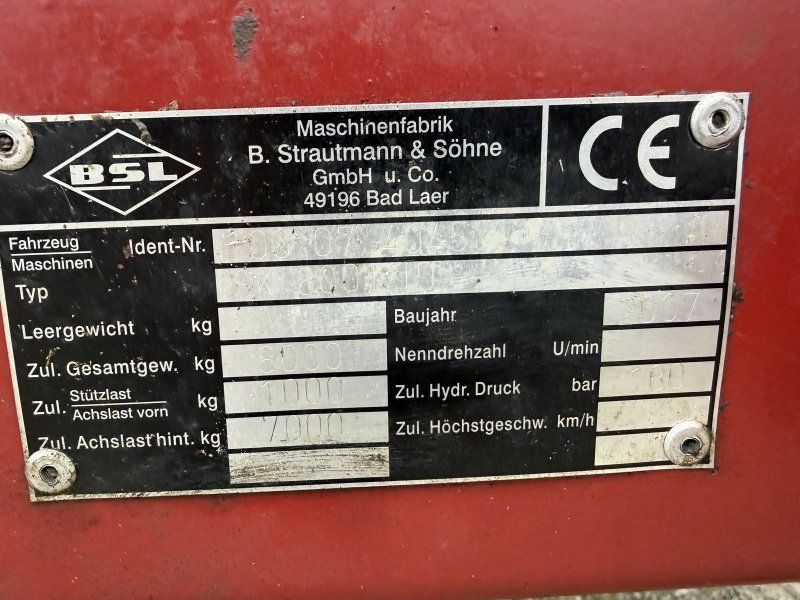 BSL
Maschinenfabrik
B. Strautmann & Söhne
GmbH u. Co.
49196 Bad Laer
CE
Fahrzeug
Maschinen
Ident-Nr.
Typ
Leergewicht kg
Zul. Gesamtgew. kg 8000
Zul. Stützlast kg 1000
Achslast vorn
Zul. Achslast hint. kg 7000
Baujahr 2007
Nenndrehzahl U/min
Zul. Hydr. Druck bar 160
Zul. Höchstgeschw. km/h